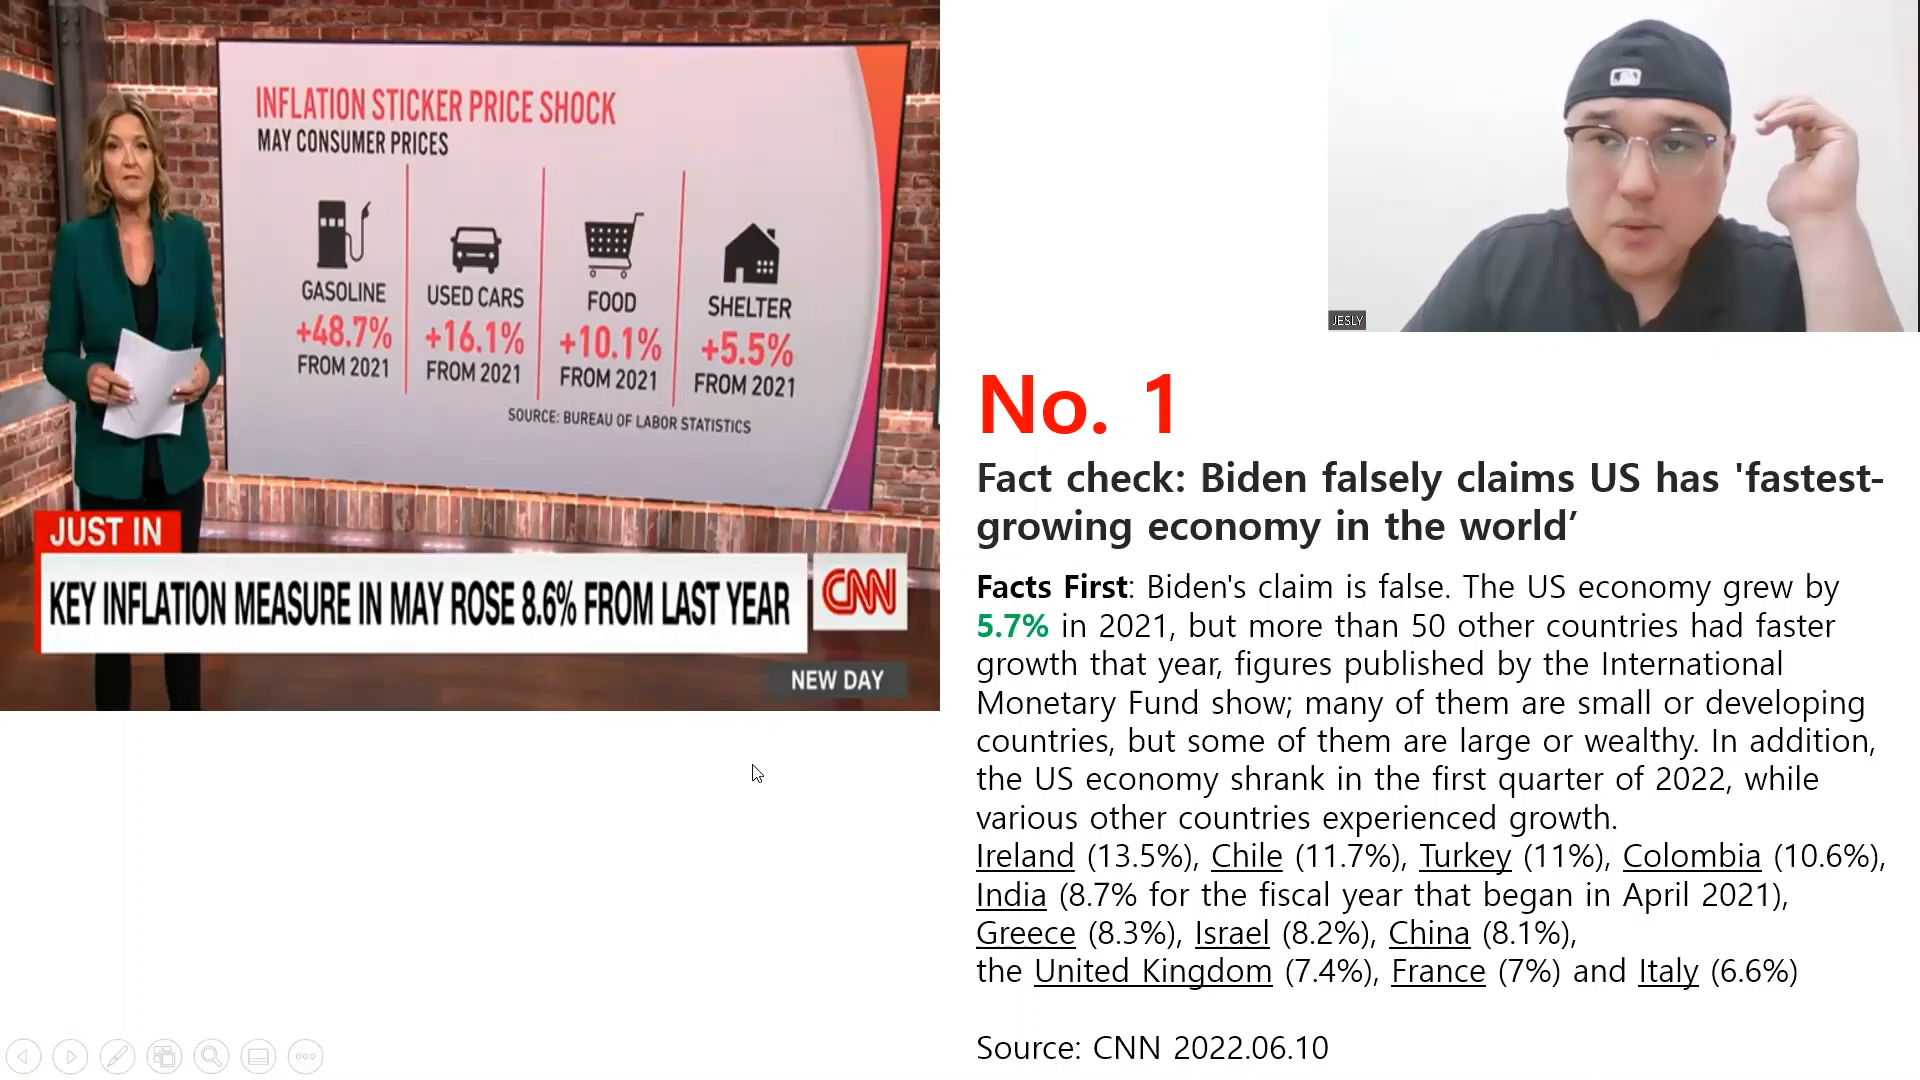 INFLATION STICKER PRICE SHOCK
MAY CONSUMER PRICES
GASOLINE
+48.7%
FROM 2021
USED CARS
+16.1%
FROM 2021
FOOD
+10.1%
FROM 2021
SHELTER
+5.5%
FROM 2021
SOURCE: BUREAU OF LABOR STATISTICS
JUST IN
KEY INFLATION MEASURE IN MAY ROSE 8.6% FROM LAST YEAR
CNN
NEW DAY
JESLY
No. 1
Fact check: Biden falsely claims US has 'fastest-
growing economy in the world’
Facts First: Biden's claim is false. The US economy grew by
5.7% in 2021, but more than 50 other countries had faster
growth that year, figures published by the International
Monetary Fund show; many of them are small or developing
countries, but some of them are large or wealthy. In addition,
the US economy shrank in the first quarter of 2022, while
various other countries experienced growth.
Ireland (13.5%), Chile (11.7%), Turkey (11%), Colombia (10.6%),
India (8.7% for the fiscal year that began in April 2021),
Greece (8.3%), Israel (8.2%), China (8.1%),
the United Kingdom (7.4%), France (7%) and Italy (6.6%)
Source: CNN 2022.06.10